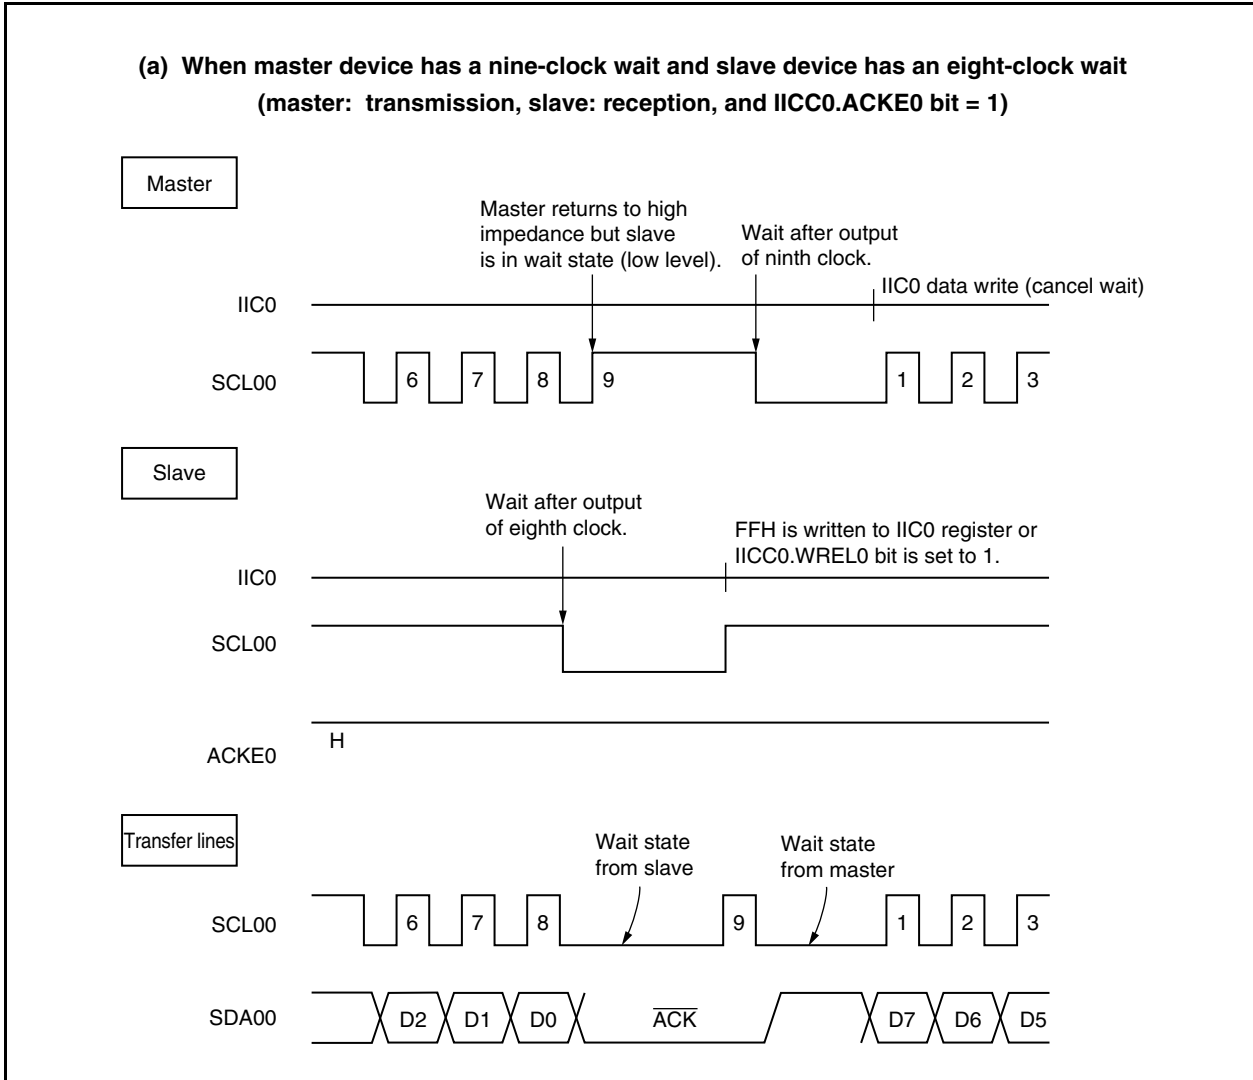 (a) When master device has a nine-clock wait and slave device has an eight-clock wait
(master: transmission, slave: reception, and IICC0.ACKE0 bit = 1)
Master
Master returns to high
impedance but slave
is in wait state (low level).
Wait after output
of ninth clock.
IIC0 data write (cancel wait)
IIC0
SCL00
6 7 8 9 1 2 3
Slave
Wait after output
of eighth clock.
FFH is written to IIC0 register or
IICC0.WREL0 bit is set to 1.
IIC0
SCL00
H
ACKE0
Transfer lines
Wait state
from slave
Wait state
from master
SCL00
6 7 8 9 1 2 3
SDA00
D2 D1 D0 A̅C̅K̅ D7 D6 D5